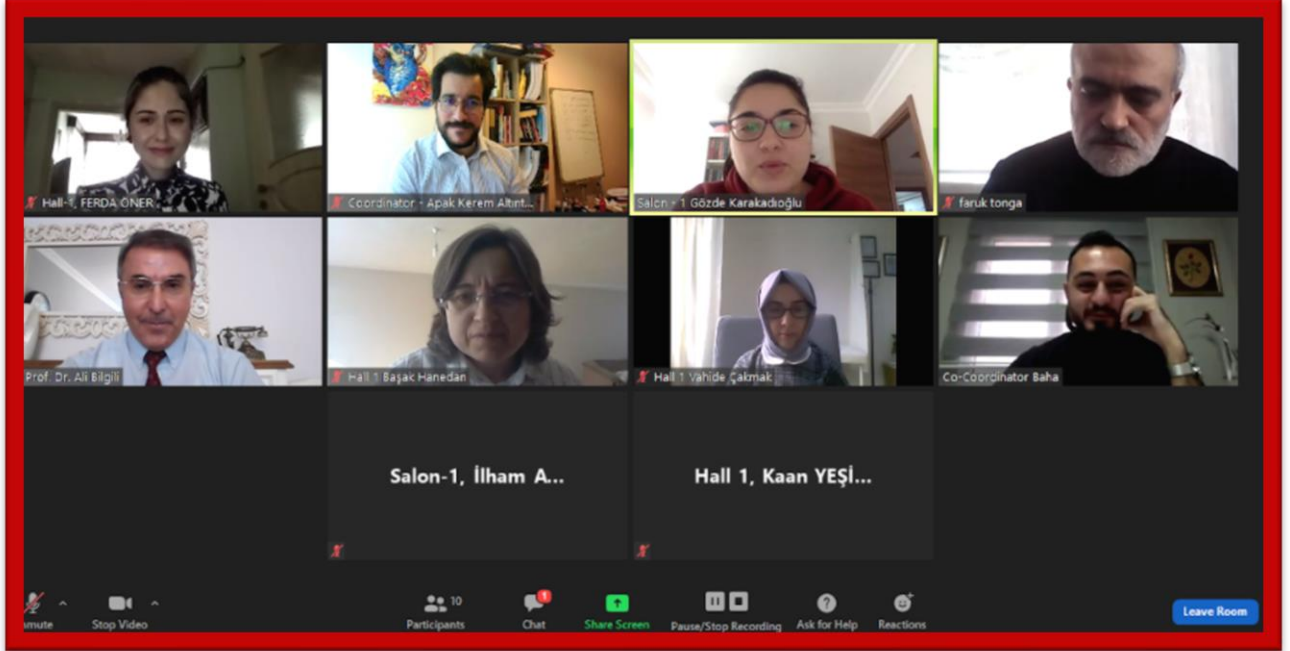 Hall-1, FERDA ÖNER
Coordinator - Apak Kerem Altınt...
Salon - 1 Gözde Karakadıoğlu
faruk tonga
Prof. Dr. Ali Bilgili
Hall 1 Başak Hanedan
Hall 1 Vahide Çakmak
Co-Coordinator Baha
Salon-1, İlham A...
Hall 1, Kaan YEŞİ...
mute
Stop Video
10
Participants
1
Chat
Share Screen
Pause/Stop Recording
Ask for Help
Reactions
Leave Room